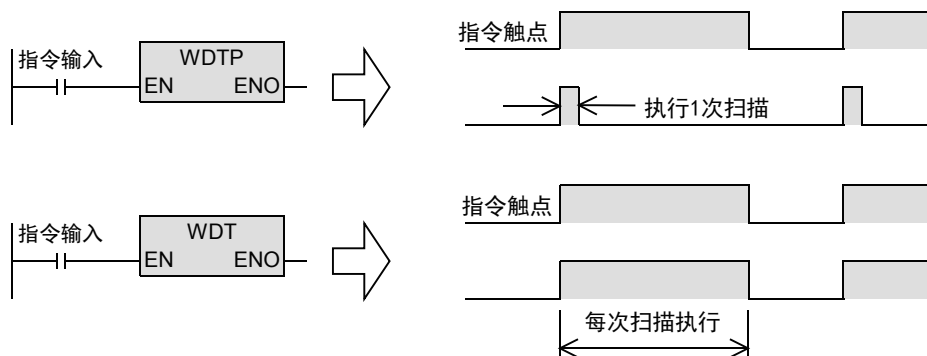 指令输入
WDTP
EN ENO
指令触点
执行1次扫描
指令输入
WDT
EN ENO
指令触点
每次扫描执行